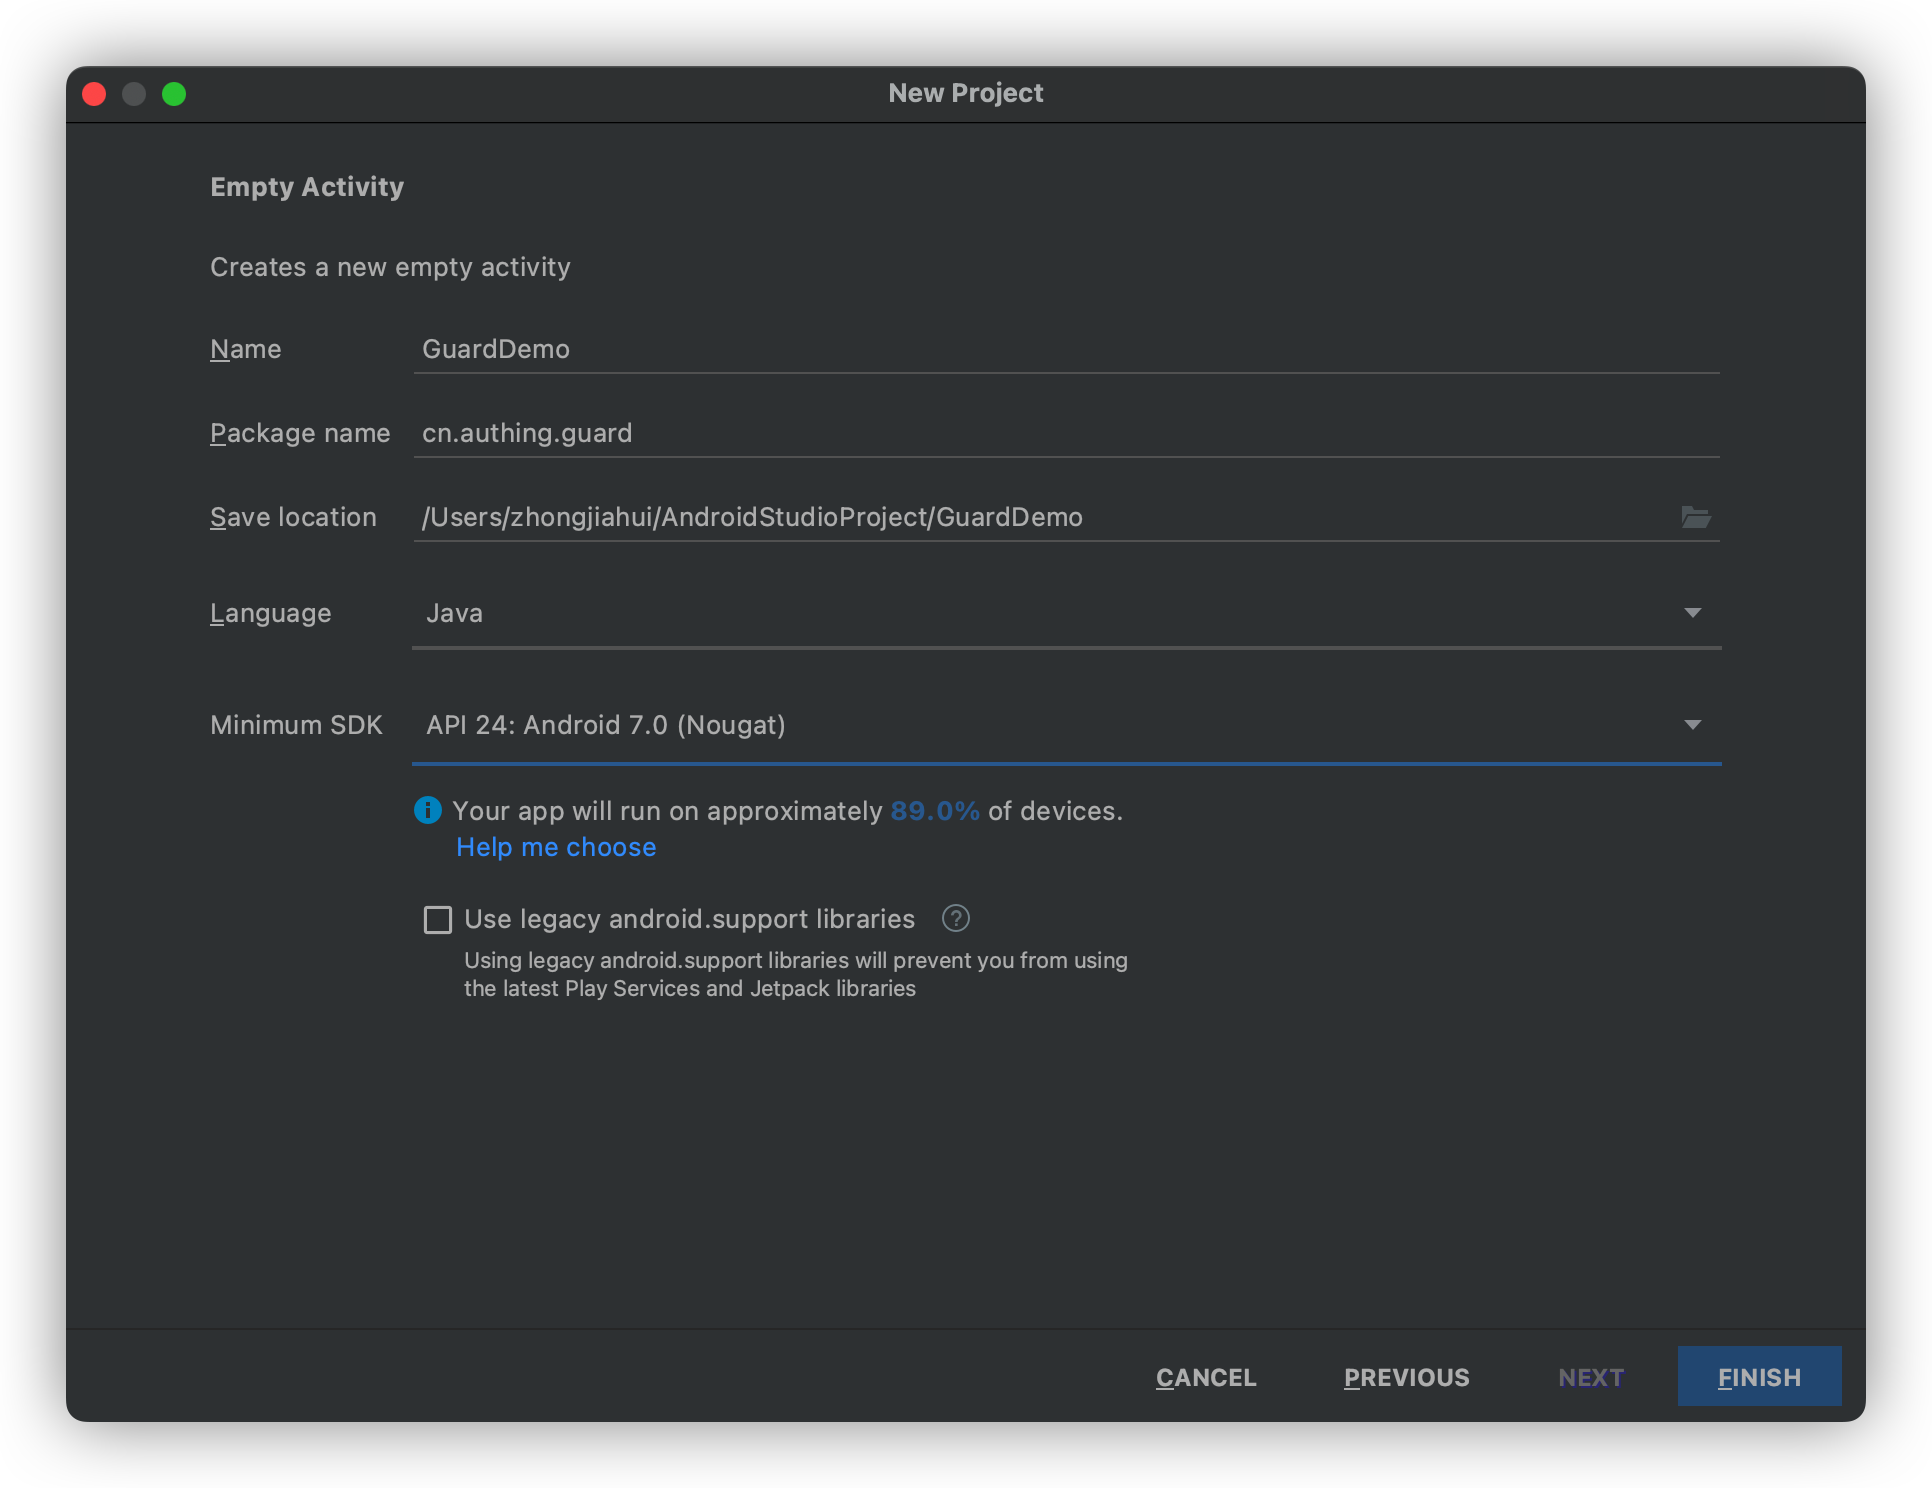 New Project
Empty Activity
Creates a new empty activity
Name GuardDemo
Package name cn.authing.guard
Save location /Users/zhongjiahui/AndroidStudioProject/GuardDemo
Language Java
Minimum SDK API 24: Android 7.0 (Nougat)
i Your app will run on approximately 89.0% of devices.
Help me choose
Use legacy android.support libraries ?
Using legacy android.support libraries will prevent you from using
the latest Play Services and Jetpack libraries
CANCEL PREVIOUS NEXT FINISH